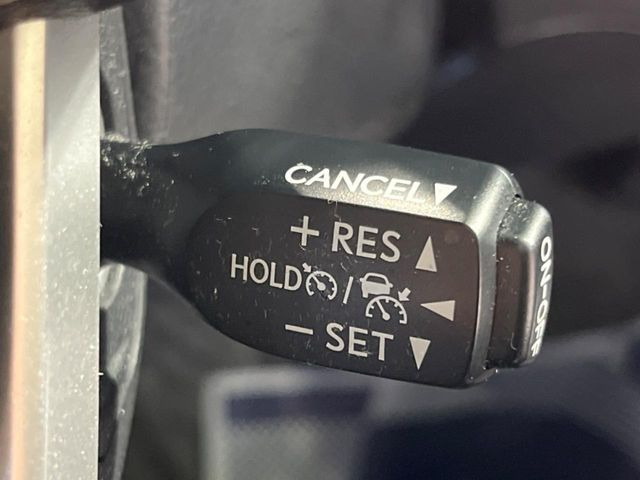 CANCEL▼
+ RES ▲
HOLD / ◀
− SET ▼
ON-OFF